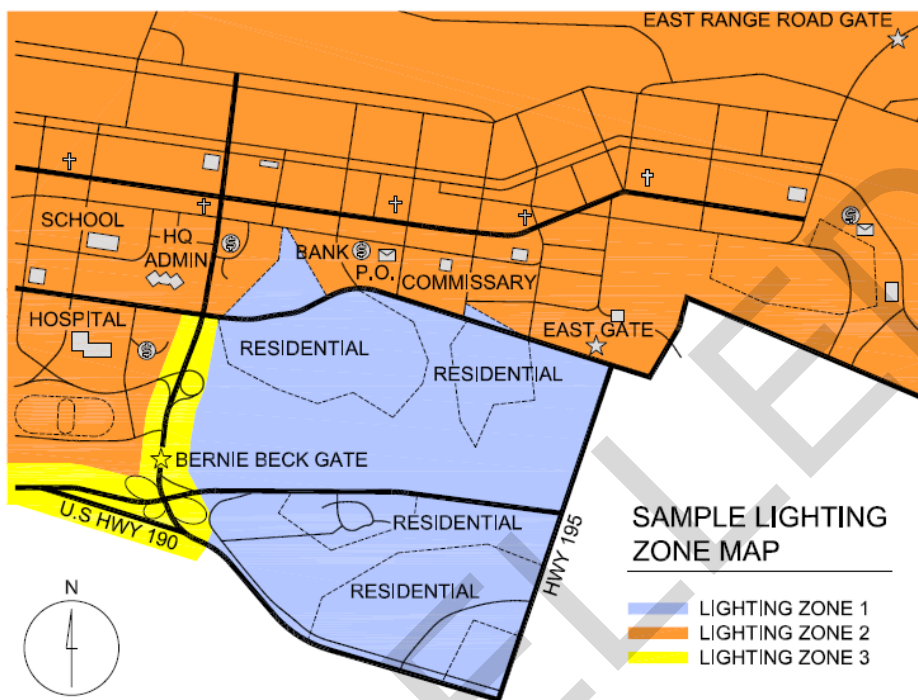 EAST RANGE ROAD GATE
SCHOOL
HQ
ADMIN
BANK
P.O.
COMMISSARY
HOSPITAL
EAST GATE
RESIDENTIAL
RESIDENTIAL
BERNIE BECK GATE
U.S HWY 190
RESIDENTIAL
RESIDENTIAL
HWY 195
SAMPLE LIGHTING
ZONE MAP
N
LIGHTING ZONE 1
LIGHTING ZONE 2
LIGHTING ZONE 3